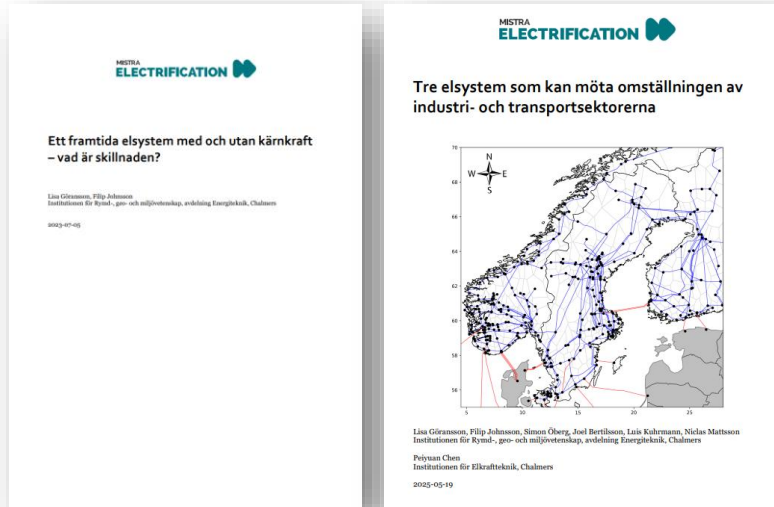 MISTRA
ELECTRIFICATION
Ett framtida elsystem med och utan kärnkraft
– vad är skillnaden?
Lisa Göransson, Filip Johnsson
Institutionen för Rymd-, geo- och miljövetenskap, avdelning Energiteknik, Chalmers
2023-07-05
MISTRA
ELECTRIFICATION
Tre elsystem som kan möta omställningen av
industri- och transportsektorerna
N
W E
S
70
68
66
64
62
60
58
56
5 10 15 20 25
Lisa Göransson, Filip Johnsson, Simon Öberg, Joel Bertilsson, Luis Kuhrmann, Niclas Mattsson
Institutionen för Rymd-, geo- och miljövetenskap, avdelning Energiteknik, Chalmers
Peiyuan Chen
Institutionen för Elkraftteknik, Chalmers
2025-05-19